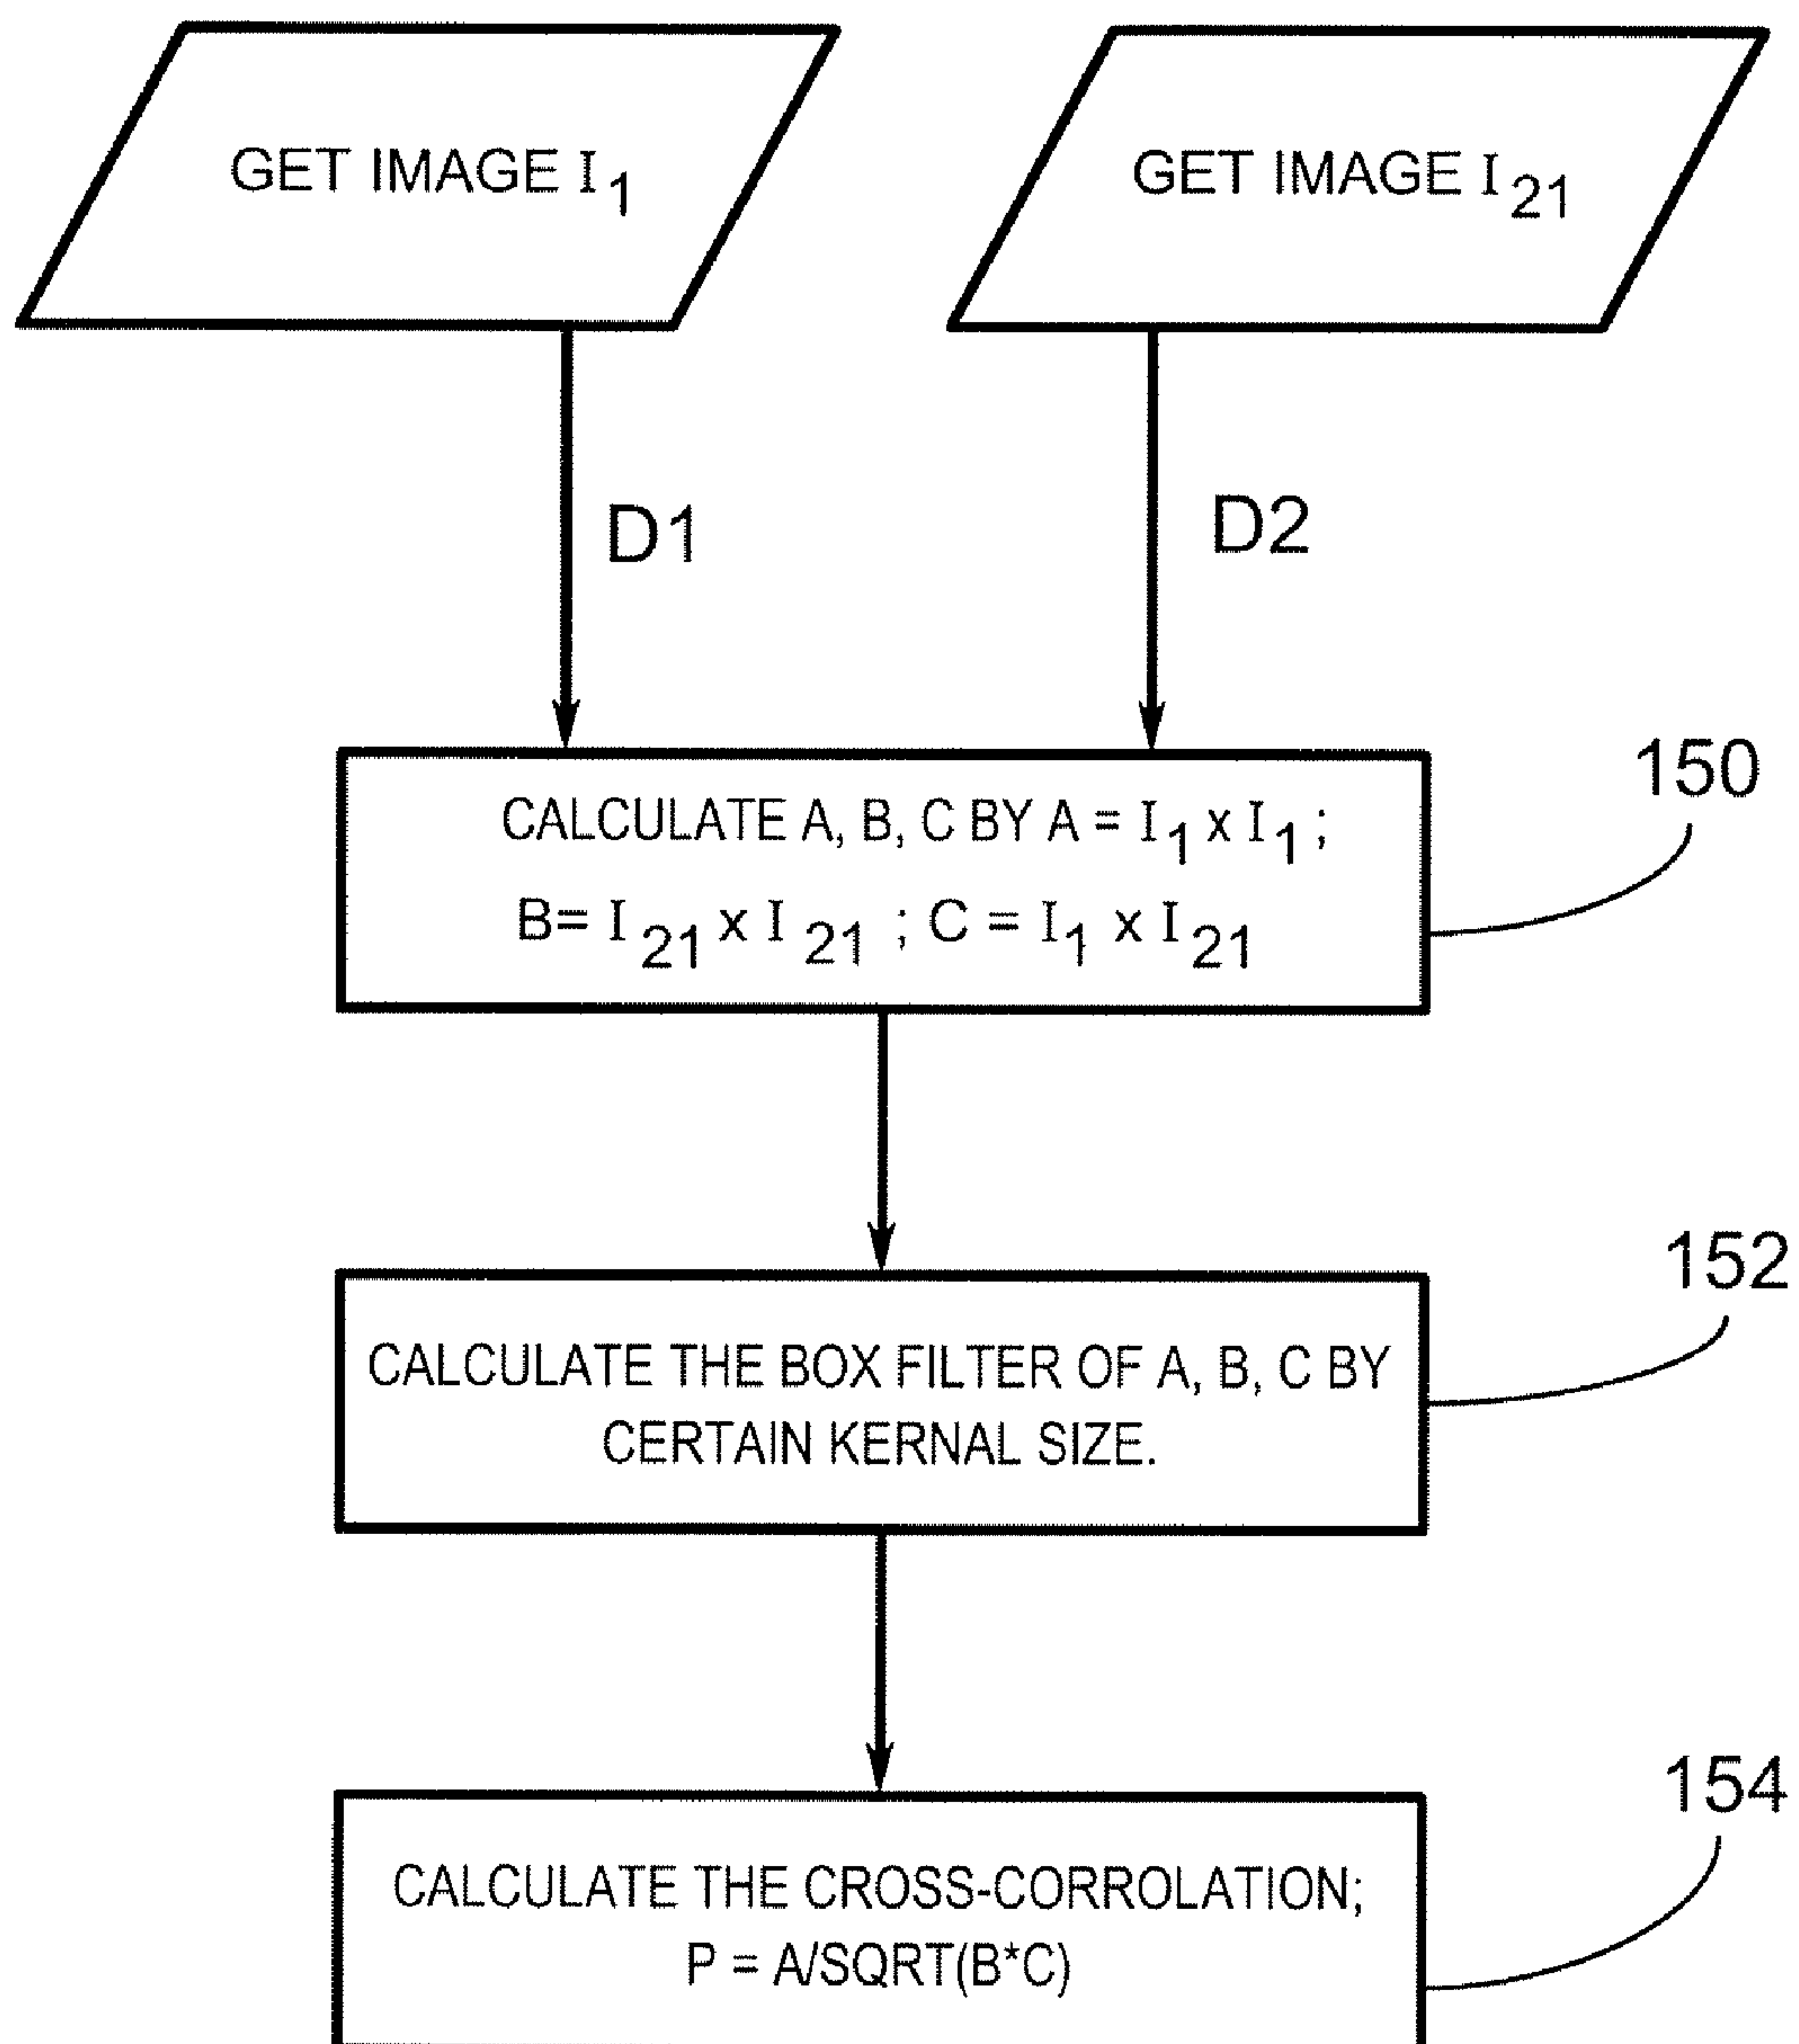 GET IMAGE I1
GET IMAGE I21
D1
D2
150
CALCULATE A, B, C BY A = I1 x I1 ;
B= I21 x I 21 ; C = I1 x I21
152
CALCULATE THE BOX FILTER OF A, B, C BY
CERTAIN KERNAL SIZE.
154
CALCULATE THE CROSS-CORROLATION;
P = A/SQRT(B*C)